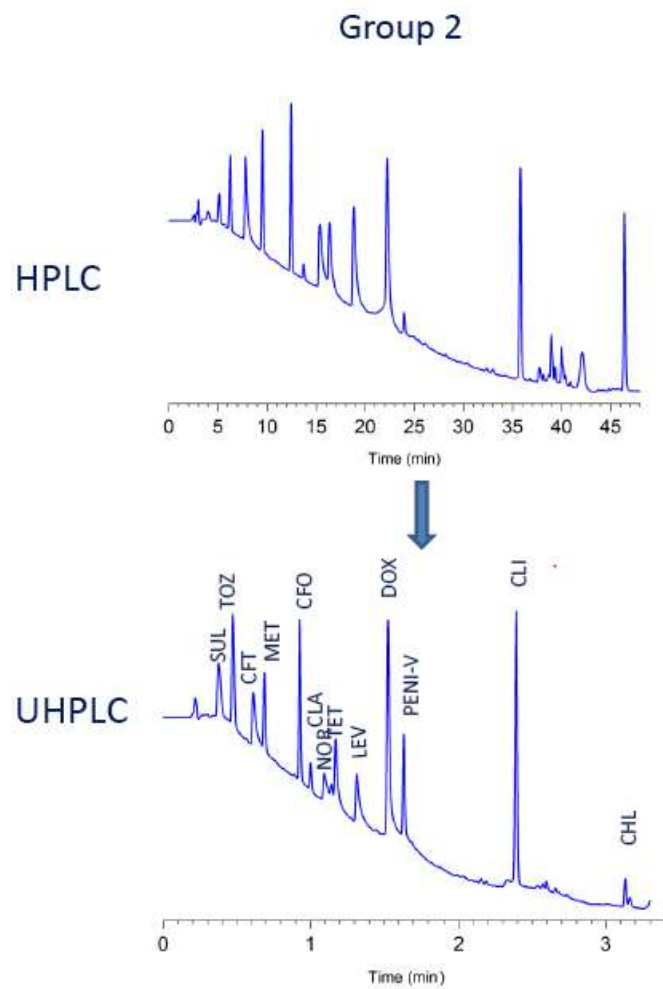 Group 2
HPLC
0 5 10 15 20 25 30 35 40 45
Time (min)
SUL TOZ CFT MET CFO CLA NOR TET LEV DOX PENI-V CLI CHL
UHPLC
0 1 2 3
Time (min)